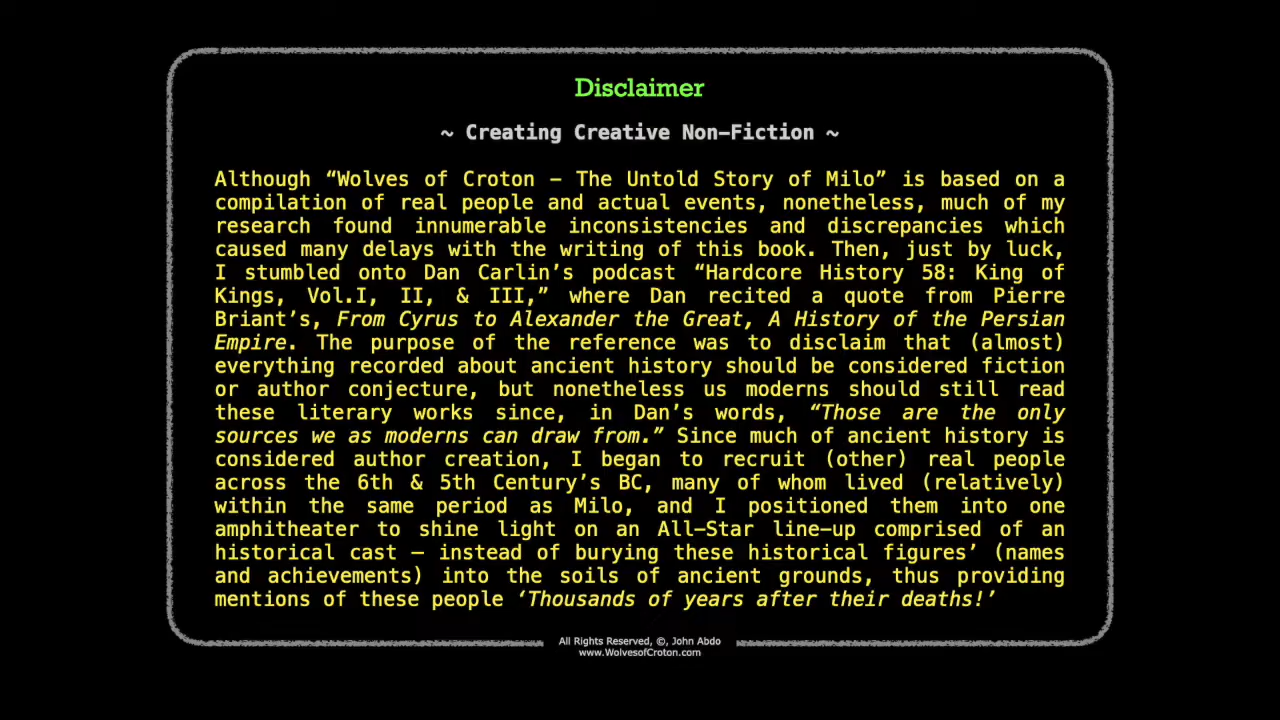 Disclaimer
~ Creating Creative Non-Fiction ~
Although “Wolves of Croton – The Untold Story of Milo” is based on a
compilation of real people and actual events, nonetheless, much of my
research found innumerable inconsistencies and discrepancies which
caused many delays with the writing of this book. Then, just by luck,
I stumbled onto Dan Carlin’s podcast “Hardcore History 58: King of
Kings, Vol.I, II, & III,” where Dan recited a quote from Pierre
Briant’s, From Cyrus to Alexander the Great, A History of the Persian
Empire. The purpose of the reference was to disclaim that (almost)
everything recorded about ancient history should be considered fiction
or author conjecture, but nonetheless us moderns should still read
these literary works since, in Dan’s words, “Those are the only
sources we as moderns can draw from.” Since much of ancient history is
considered author creation, I began to recruit (other) real people
across the 6th & 5th Century’s BC, many of whom lived (relatively)
within the same period as Milo, and I positioned them into one
amphitheater to shine light on an All–Star line–up comprised of an
historical cast – instead of burying these historical figures’ (names
and achievements) into the soils of ancient grounds, thus providing
mentions of these people ‘Thousands of years after their deaths!’
All Rights Reserved, ©, John Abdo
www.WolvesofCroton.com